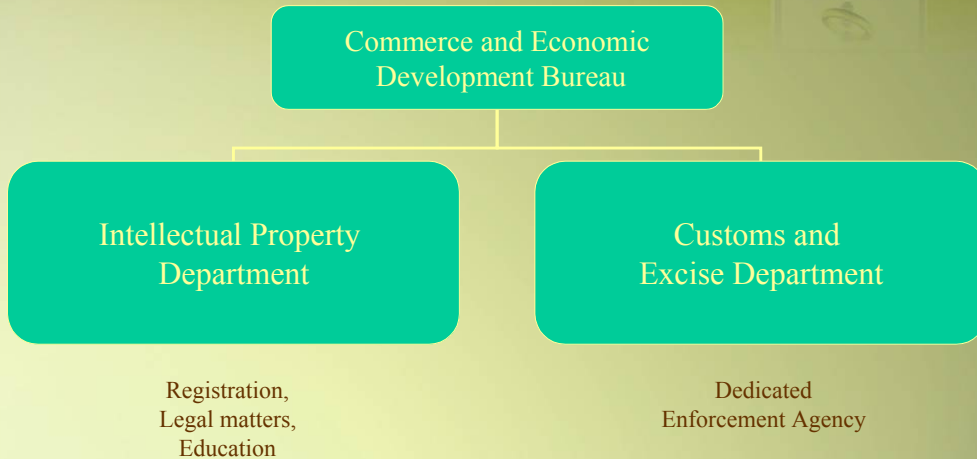 Commerce and Economic
Development Bureau
Intellectual Property
Department
Customs and
Excise Department
Registration,
Legal matters,
Education
Dedicated
Enforcement Agency